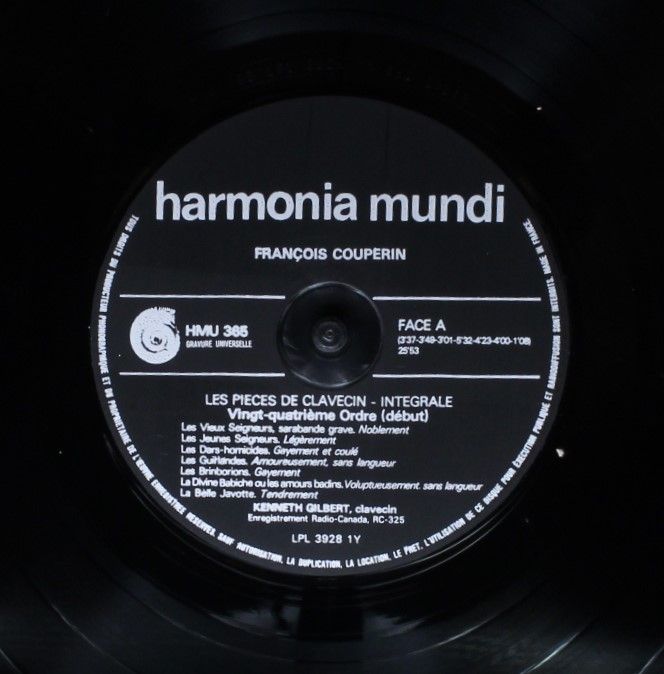 harmonia mundi
FRANÇOIS COUPERIN
HMU 365
GRAVURE UNIVERSELLE
FACE A
(3'37-3'49-3'01-5'32-4'23-4'00-1'08)
25'53
LES PIECES DE CLAVECIN - INTEGRALE
Vingt-quatrième Ordre (début)
Les Vieux Seigneurs, sarabande grave. Noblement
Les Jeunes Seigneurs. Légèrement
Les Dars-homicides. Gayement et coulé
Les Guirlandes. Amoureusement, sans langueur
Les Brinborions. Gayement
La Divine Babiche ou les amours badins. Voluptueusement, sans langueur
La Belle Javotte. Tendrement
KENNETH GILBERT, clavecin
Enregistrement Radio-Canada, RC-325
LPL 3928 1Y
TOUS DROITS DU PRODUCTEUR PHONOGRAPHIQUE ET DU PROPRIETAIRE DE L'ŒUVRE ENREGISTREE RESERVES. SAUF AUTORISATION, LA DUPLICATION, LA LOCATION, LE PRET, L'UTILISATION DE CE DISQUE POUR EXECUTION PUBLIQUE ET RADIODIFFUSION SONT INTERDITS. MADE IN FRANCE.